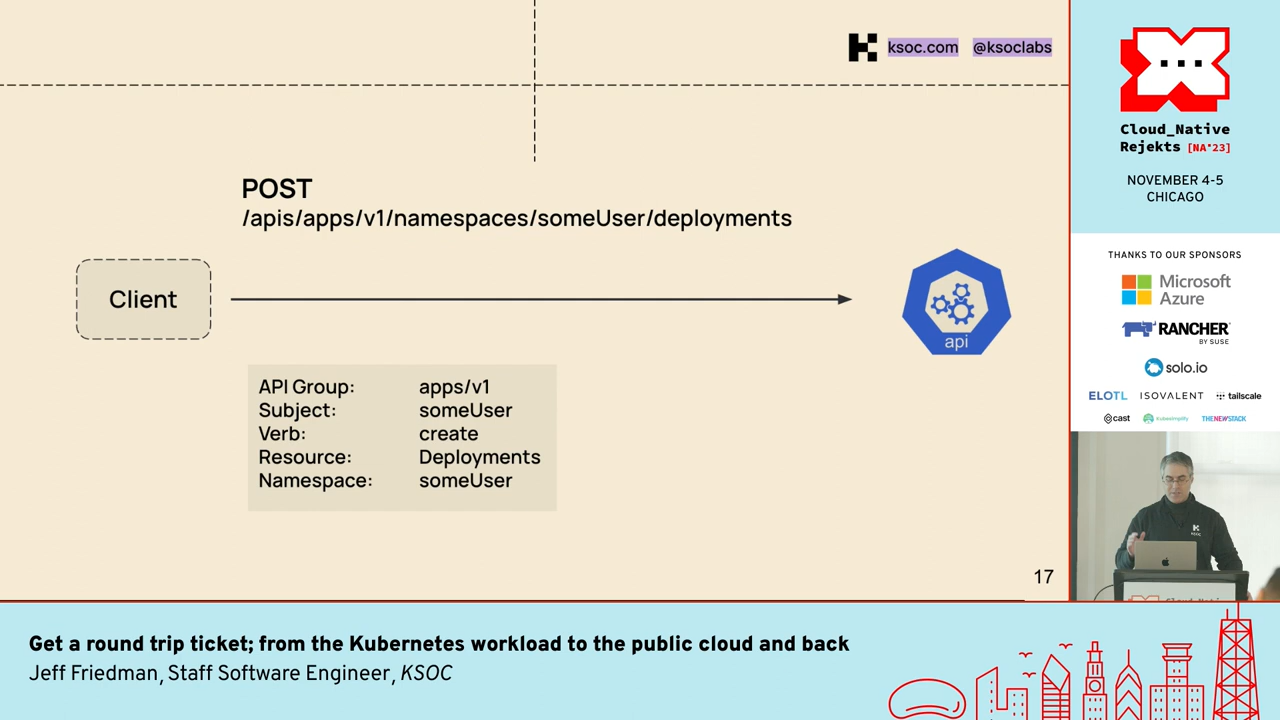 ksoc.com @ksoclabs
POST
/apis/apps/v1/namespaces/someUser/deployments
Client
api
API Group: apps/v1
Subject: someUser
Verb: create
Resource: Deployments
Namespace: someUser
17
Cloud_Native
Rejekts [NA'23]
NOVEMBER 4-5
CHICAGO
THANKS TO OUR SPONSORS
Microsoft
Azure
RANCHER
BY SUSE
solo.io
ELOTL ISOVALENT tailscale
cast kubesimplify THENEWSTACK
KSOC
Get a round trip ticket; from the Kubernetes workload to the public cloud and back
Jeff Friedman, Staff Software Engineer, KSOC